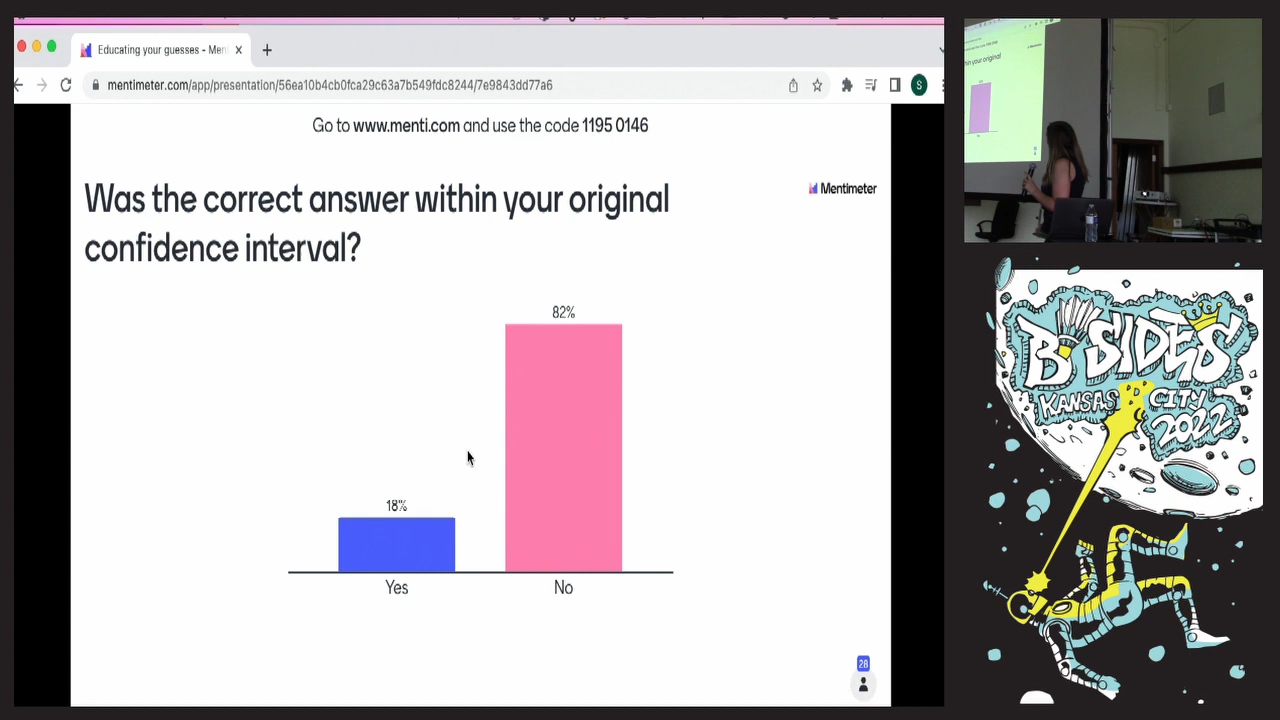 Educating your guesses - Men
mentimeter.com/app/presentation/56ea10b4cb0fca29c63a7b549fdc8244/7e9843dd77a6
S
Go to www.menti.com and use the code 1195 0146
Was the correct answer within your original
confidence interval?
Mentimeter
82%
18%
Yes
No
28
BSIDES
KANSAS CITY
2022